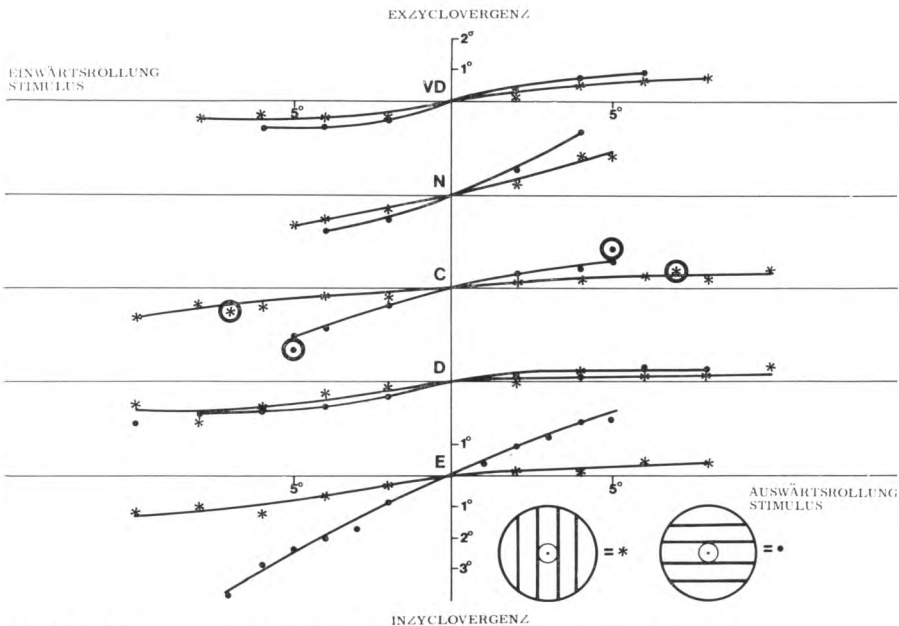 EXZYCLOVERGENZ
2°
1°
EINWÄRTSROLLUNG
STIMULUS
VD
5°
5°
N
C
D
1°
E
5°
5°
AUSWÄRTSROLLUNG
STIMULUS
1°
2°
3°
= *
= •
INZYCLOVERGENZ